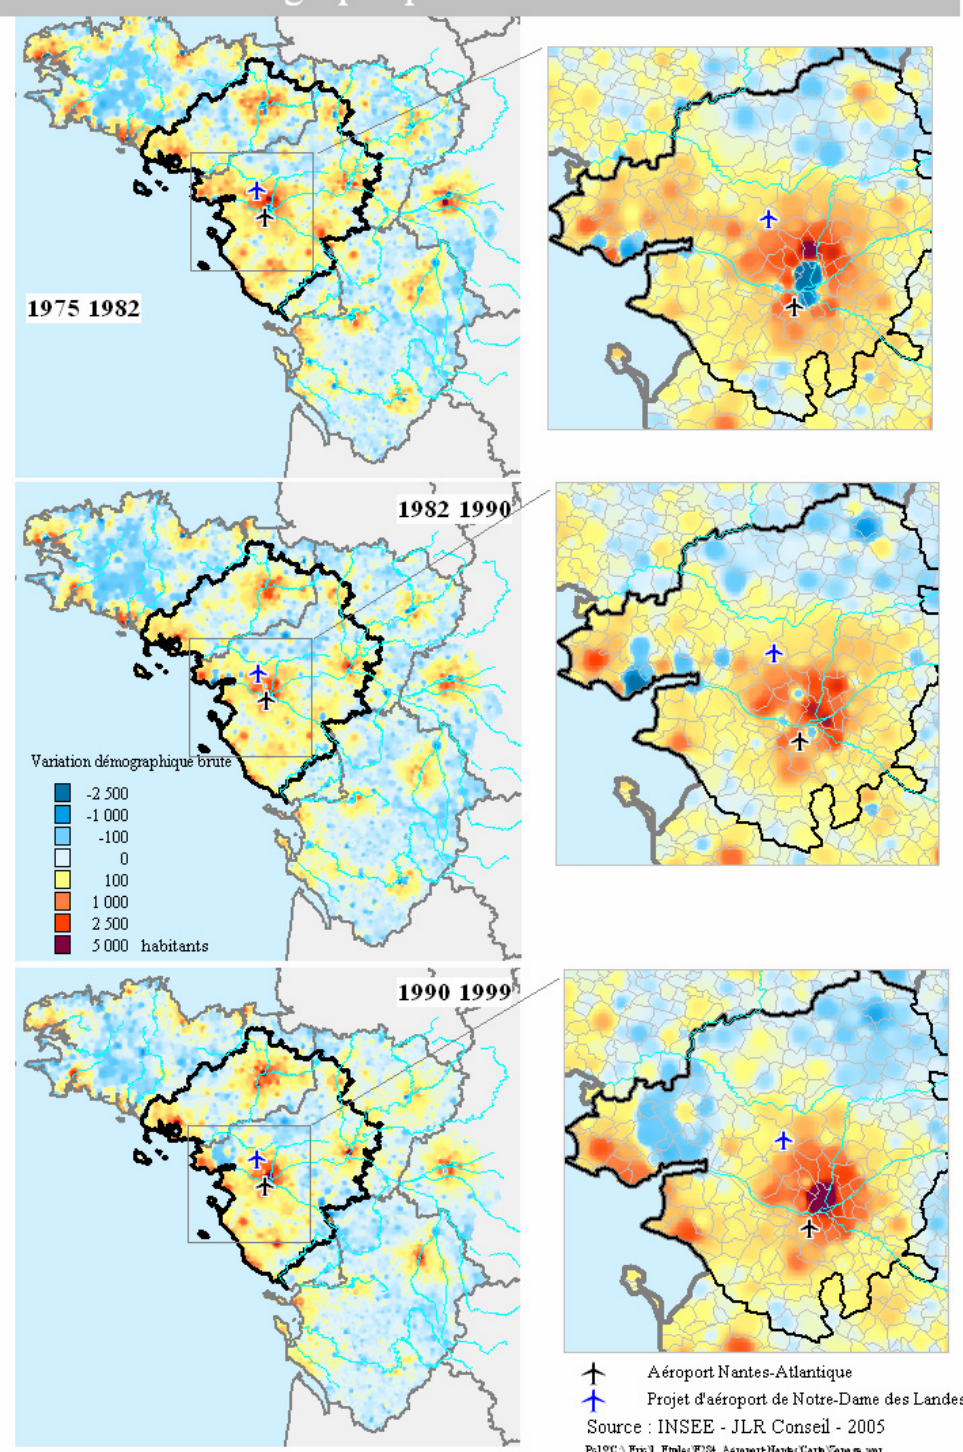 1975 1982
1982 1990
Variation démographique brute
-2 500
-1 000
-100
0
100
1 000
2 500
5 000 habitants
1990 1999
Aéroport Nantes-Atlantique
Projet d'aéroport de Notre-Dame des Landes
Source : INSEE - JLR Conseil - 2005